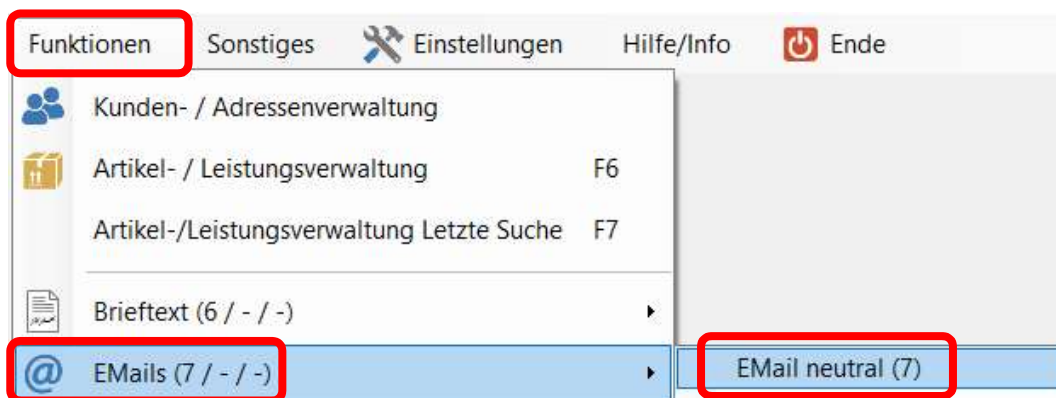 Funktionen Sonstiges Einstellungen Hilfe/Info Ende
Kunden- / Adressenverwaltung
Artikel- / Leistungsverwaltung F6
Artikel-/Leistungsverwaltung Letzte Suche F7
Brieftext (6 / - / -)
EMails (7 / - / -) EMail neutral (7)